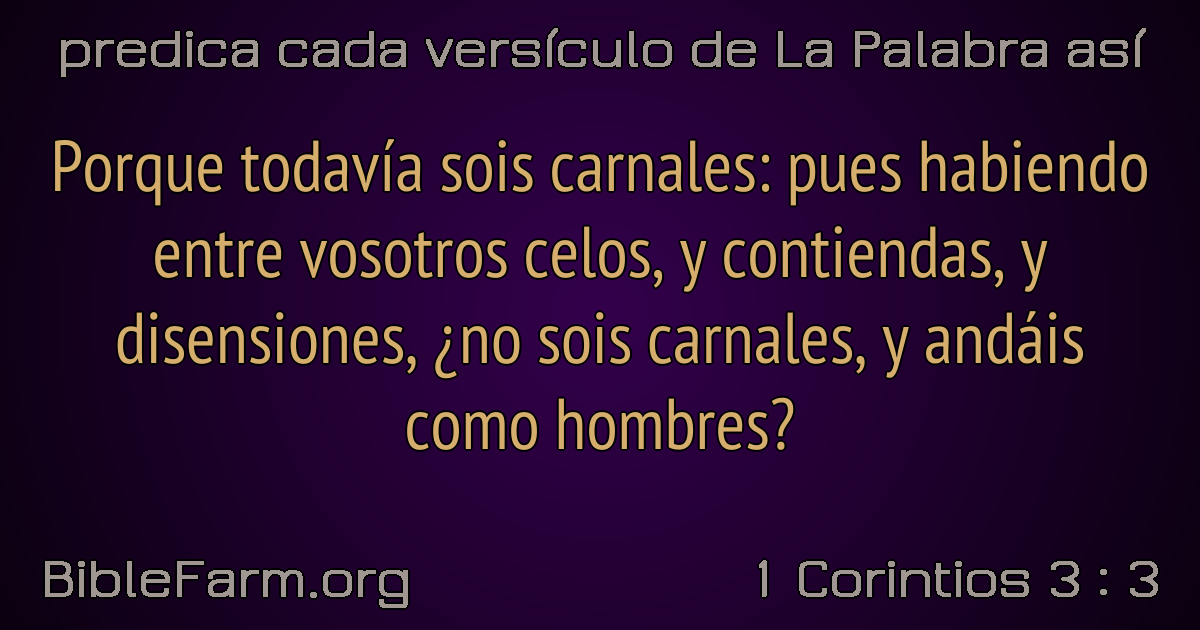 predica cada versículo de La Palabra así
Porque todavía sois carnales: pues habiendo
entre vosotros celos, y contiendas, y
disensiones, ¿no sois carnales, y andáis
como hombres?
BibleFarm.org
1 Corintios 3 : 3